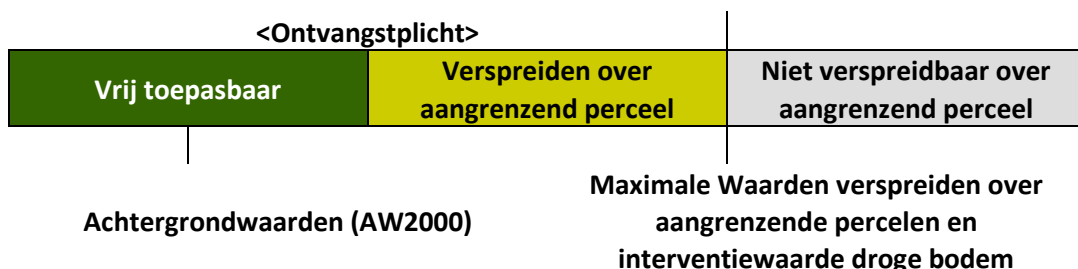 <Ontvangstplicht>
Vrij toepasbaar
Verspreiden over
aangrenzend perceel
Niet verspreidbaar over
aangrenzend perceel
Achtergrondwaarden (AW2000)
Maximale Waarden verspreiden over
aangrenzende percelen en
interventiewaarde droge bodem